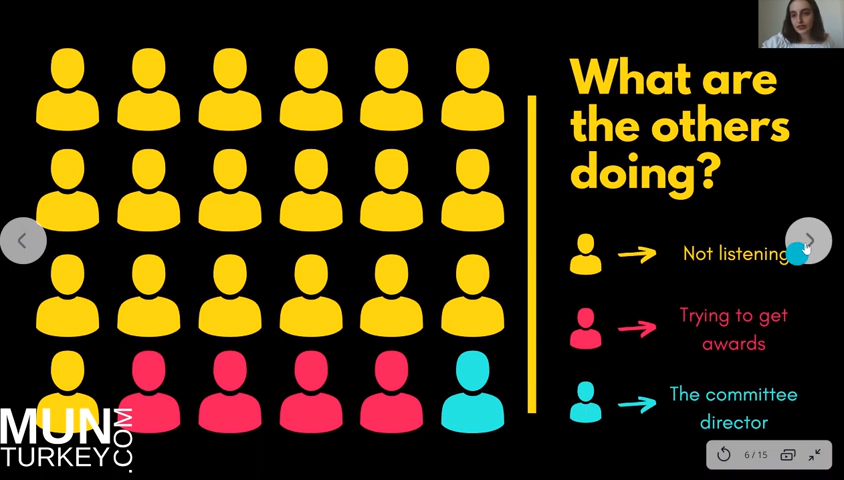 What are
the others
doing?
Not listening
Trying to get
awards
The committee
director
MUN
TURKEY
.COM
6 / 15